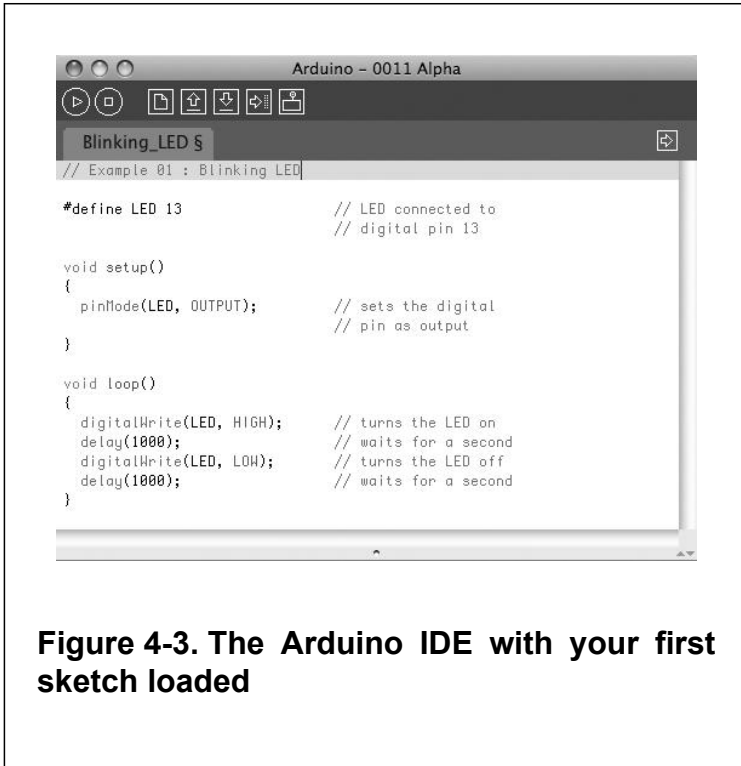 Arduino – 0011 Alpha
Blinking_LED §
// Example 01 : Blinking LED
#define LED 13 // LED connected to
// digital pin 13
void setup()
{
pinMode(LED, OUTPUT); // sets the digital
// pin as output
}
void loop()
{
digitalWrite(LED, HIGH); // turns the LED on
delay(1000); // waits for a second
digitalWrite(LED, LOW); // turns the LED off
delay(1000); // waits for a second
}
Figure 4-3. The Arduino IDE with your first
sketch loaded